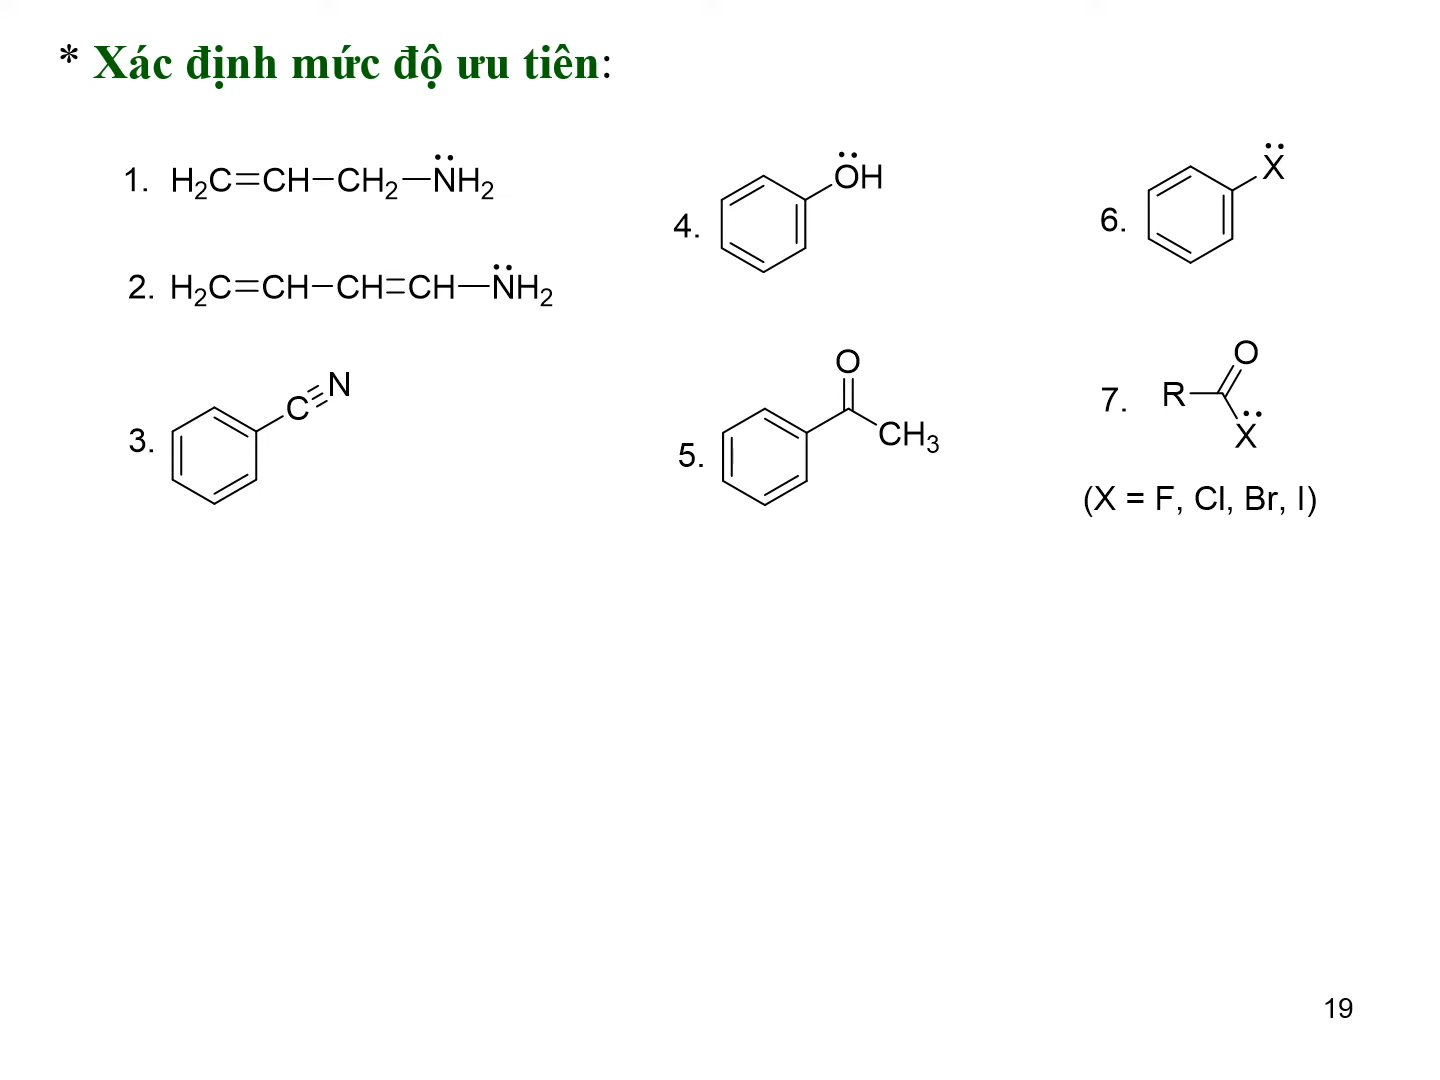 * Xác định mức độ ưu tiên:
1. H₂C=CH−CH₂−NH₂
2. H₂C=CH−CH=CH−NH₂
3. C≡N
4. OH
5. O
CH₃
6. X
7. R O
X
(X = F, Cl, Br, I)
19